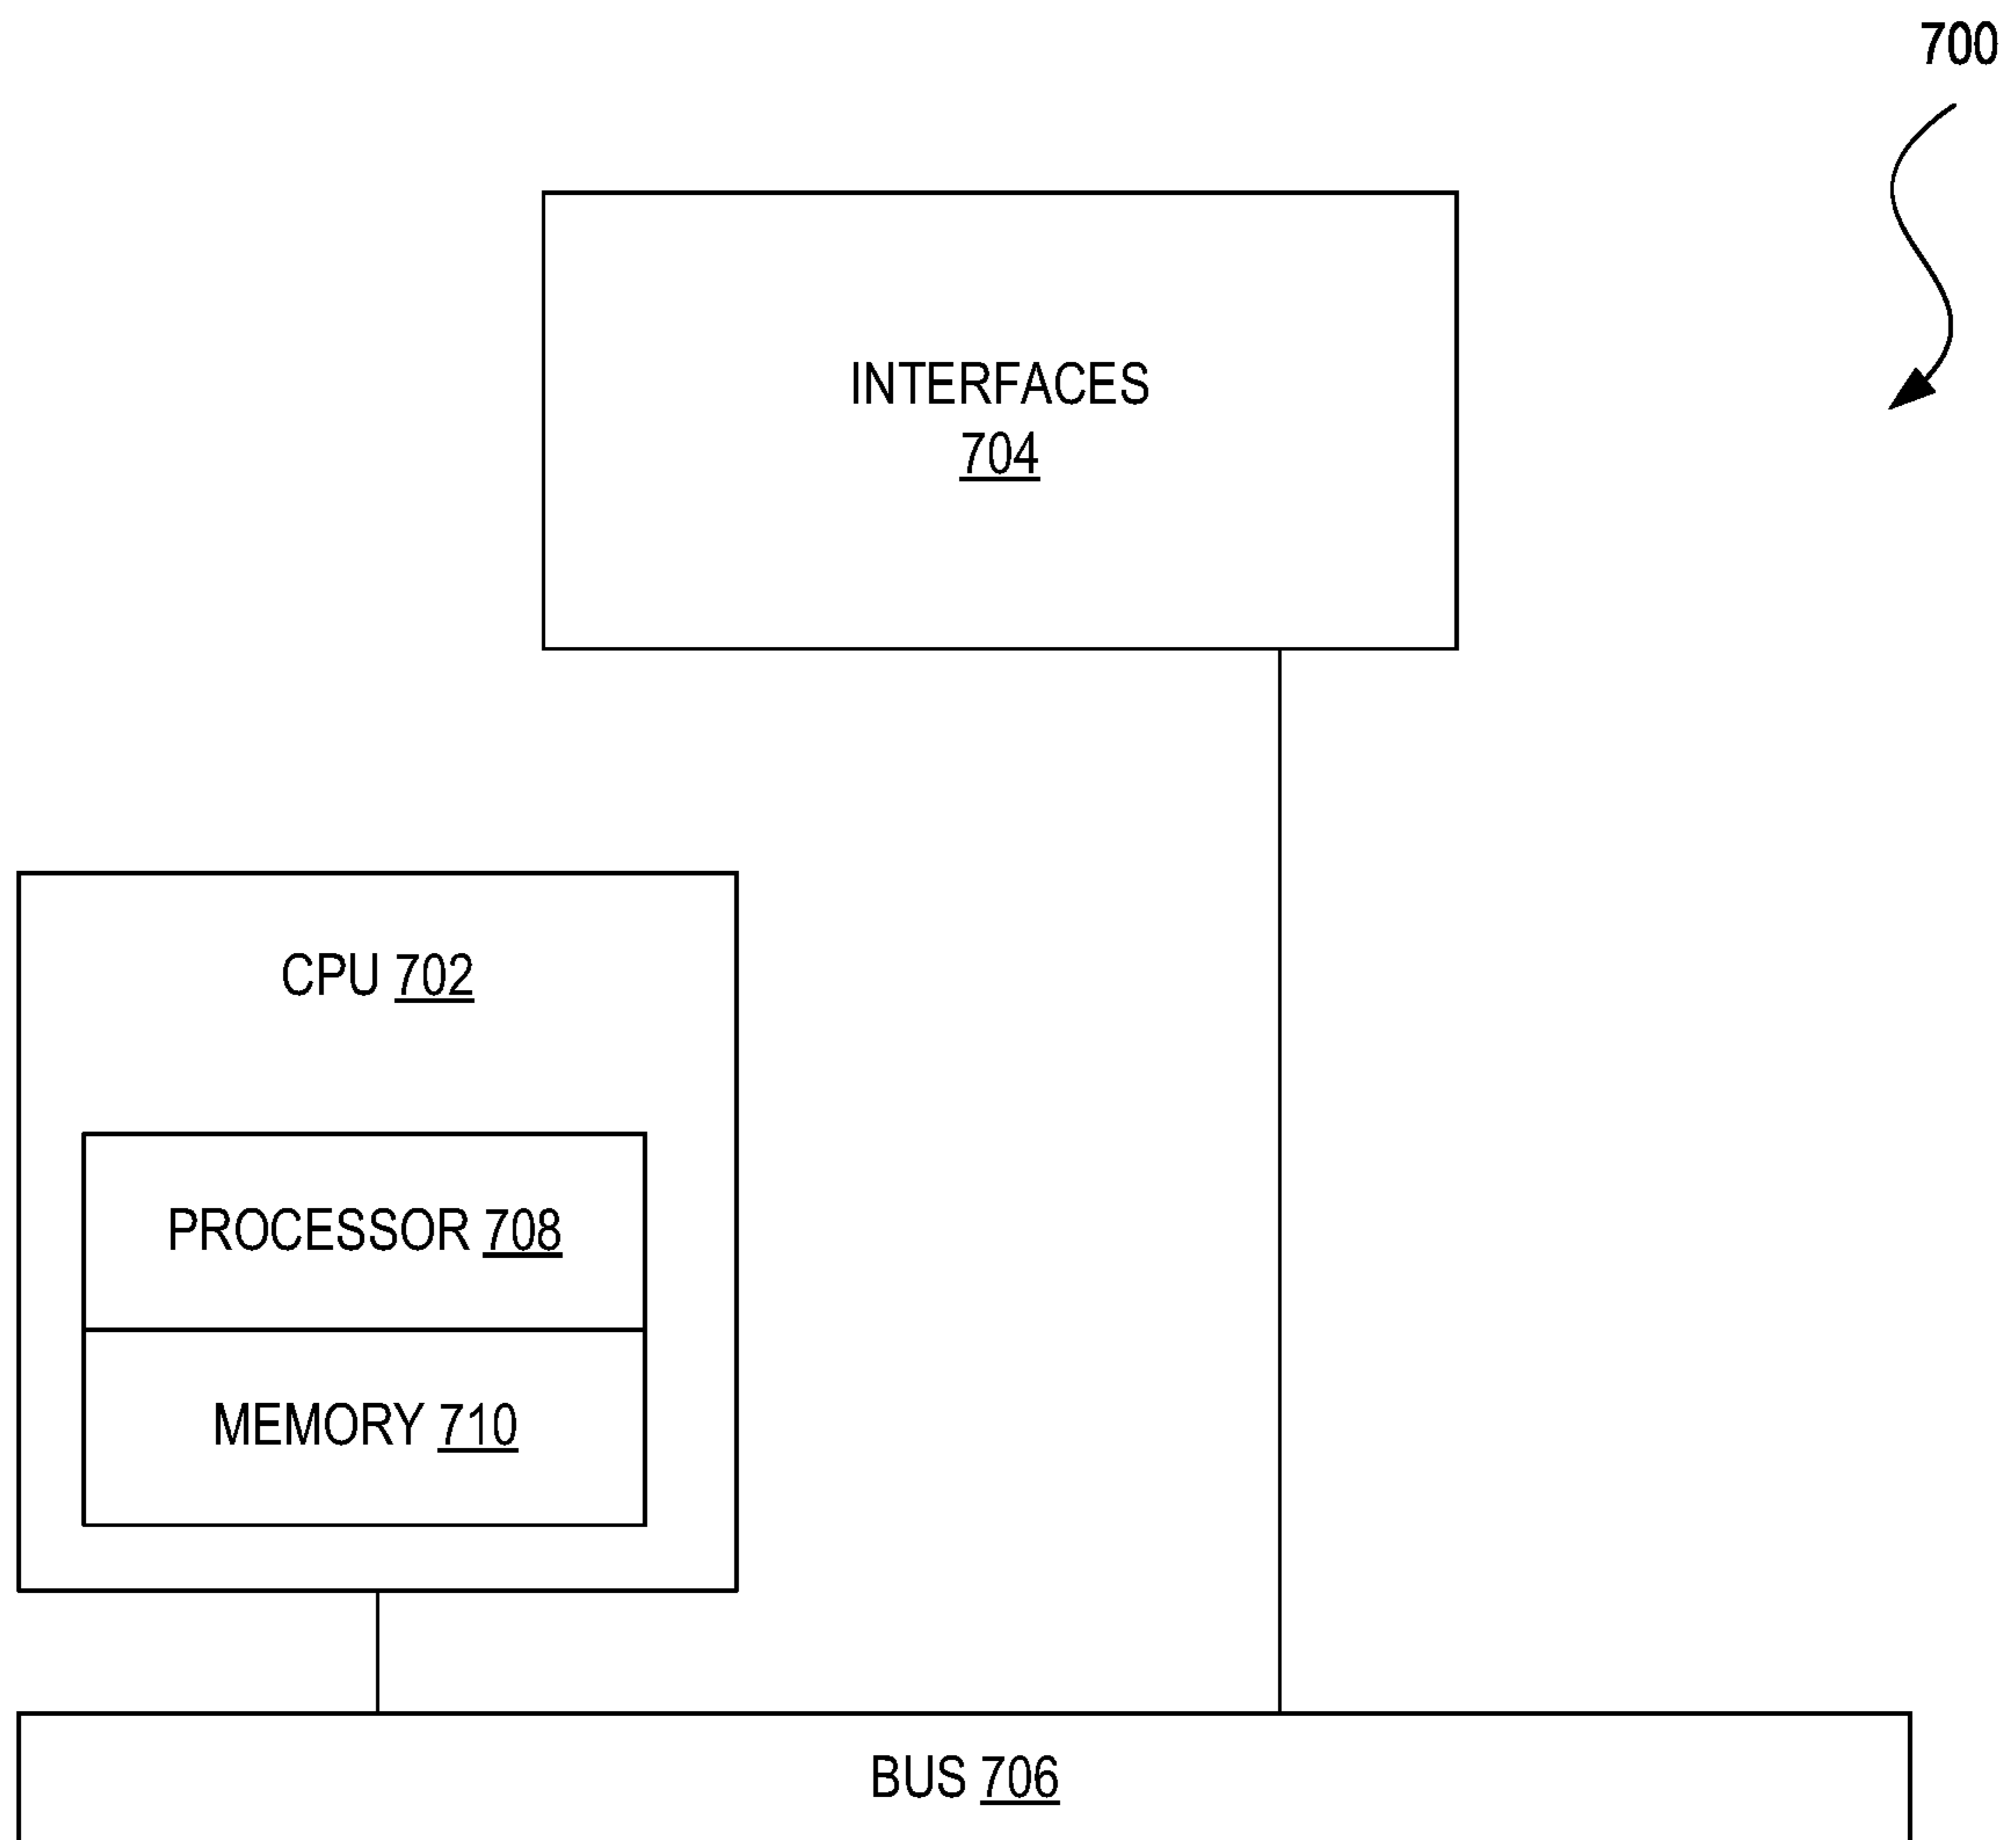 700
INTERFACES
704
CPU 702
PROCESSOR 708
MEMORY 710
BUS 706